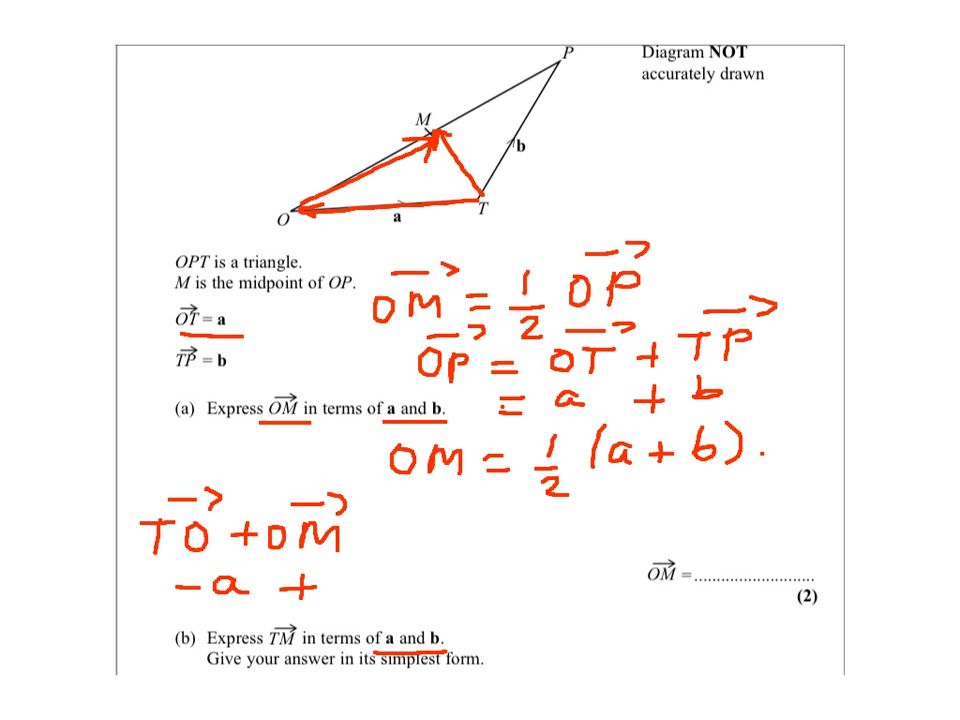 P
Diagram NOT
accurately drawn
M
b
O
a
T
OPT is a triangle.
M is the midpoint of OP.
OT = a
TP = b
OM = 1/2 OP
OP = OT + TP
= a + b
(a) Express OM in terms of a and b.
OM = 1/2 (a + b).
TO + OM
- a +
OM = ............................
(2)
(b) Express TM in terms of a and b.
Give your answer in its simplest form.